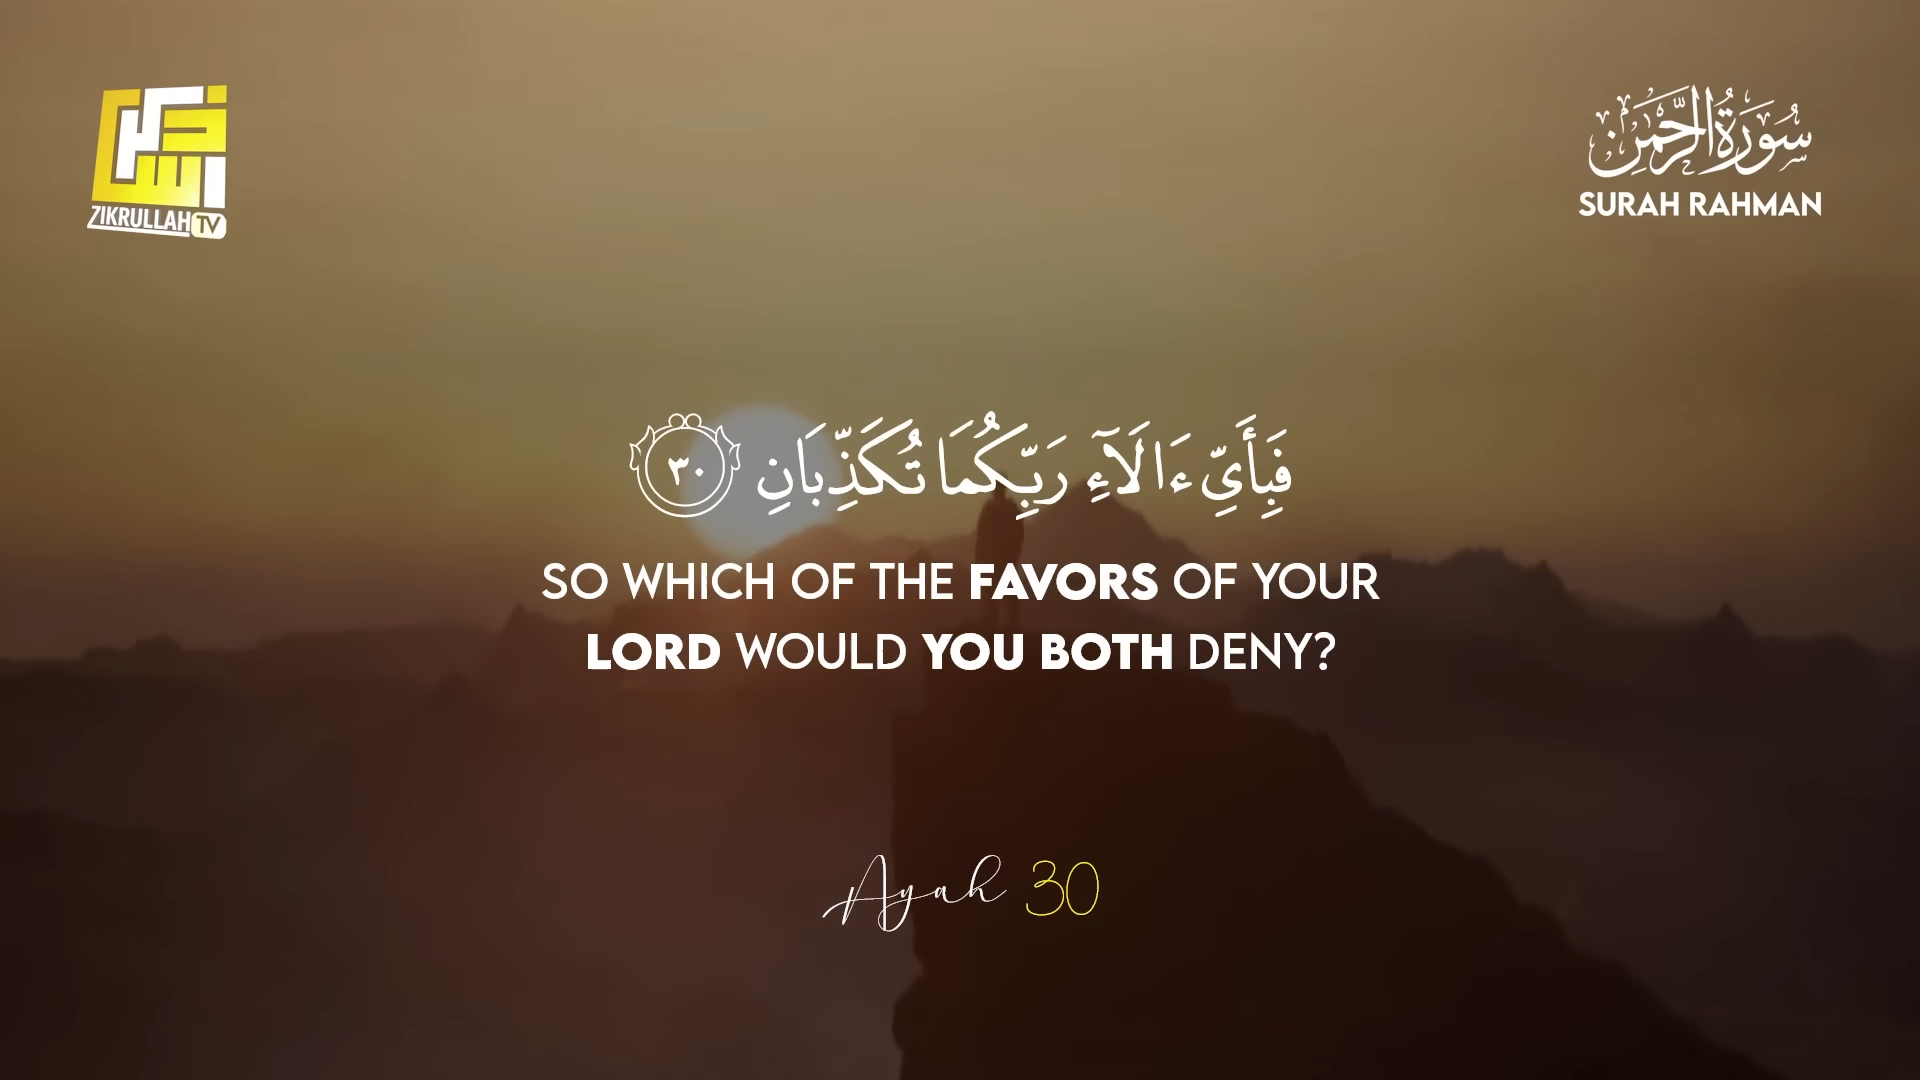 ZIKRULLAH TV
سُورَةُ الرَّحْمَٰن
SURAH RAHMAN
فَبِأَيِّ ءَالَآءِ رَبِّكُمَا تُكَذِّبَانِ ٣٠
SO WHICH OF THE FAVORS OF YOUR
LORD WOULD YOU BOTH DENY?
Ayah 30